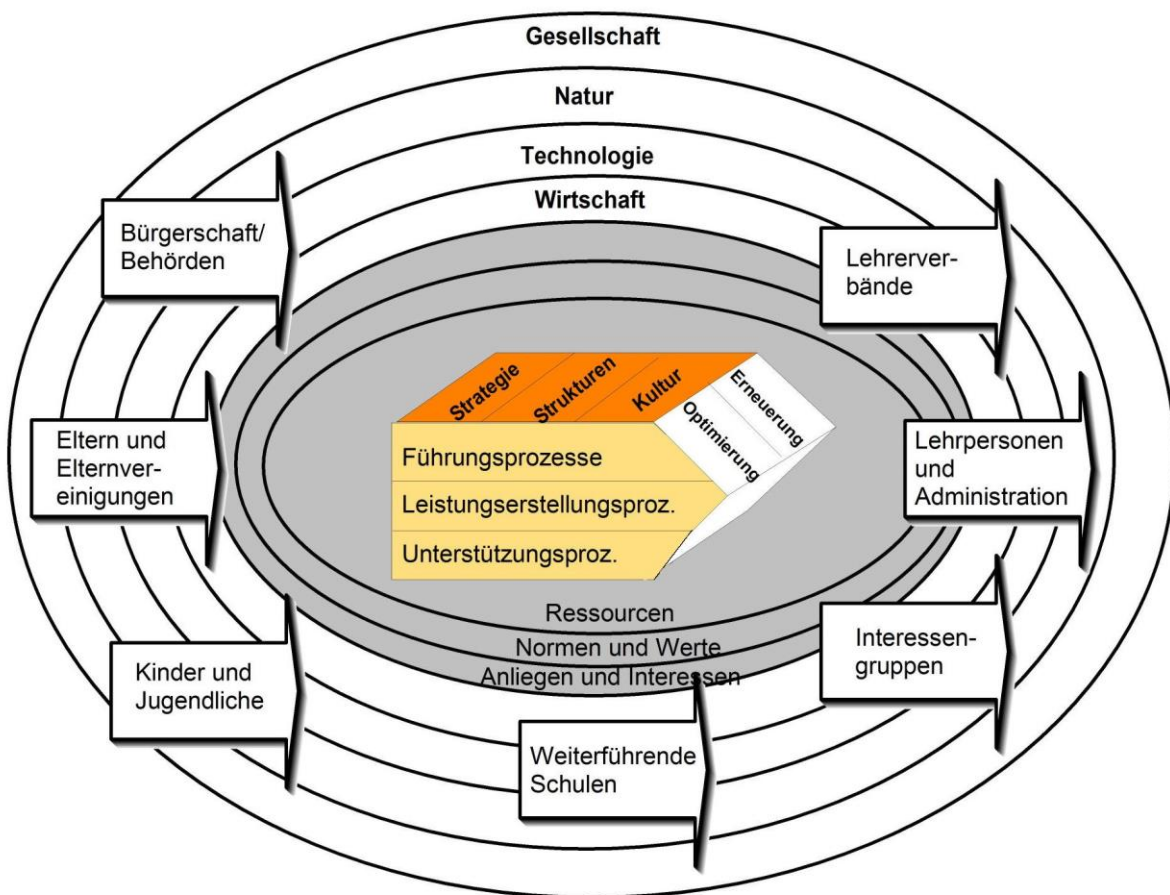 Gesellschaft
Natur
Technologie
Wirtschaft
Bürgerschaft/
Behörden
Lehrerver-
bände
Eltern und
Elternver-
einigungen
Strategie
Strukturen
Kultur
Erneuerung
Optimierung
Führungsprozesse
Leistungserstellungsproz.
Unterstützungsproz.
Lehrpersonen
und
Administration
Ressourcen
Normen und Werte
Anliegen und Interessen
Kinder und
Jugendliche
Interessen-
gruppen
Weiterführende
Schulen